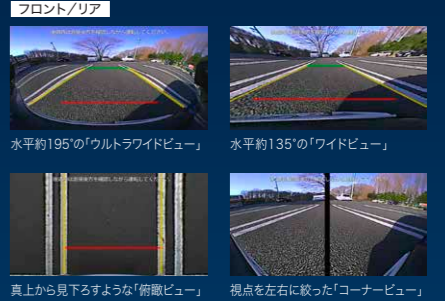 フロント／リア
水平約195°の「ウルトラワイドビュー」
水平約135°の「ワイドビュー」
真上から見下ろすような「俯瞰ビュー」
視点を左右に絞った「コーナービュー」